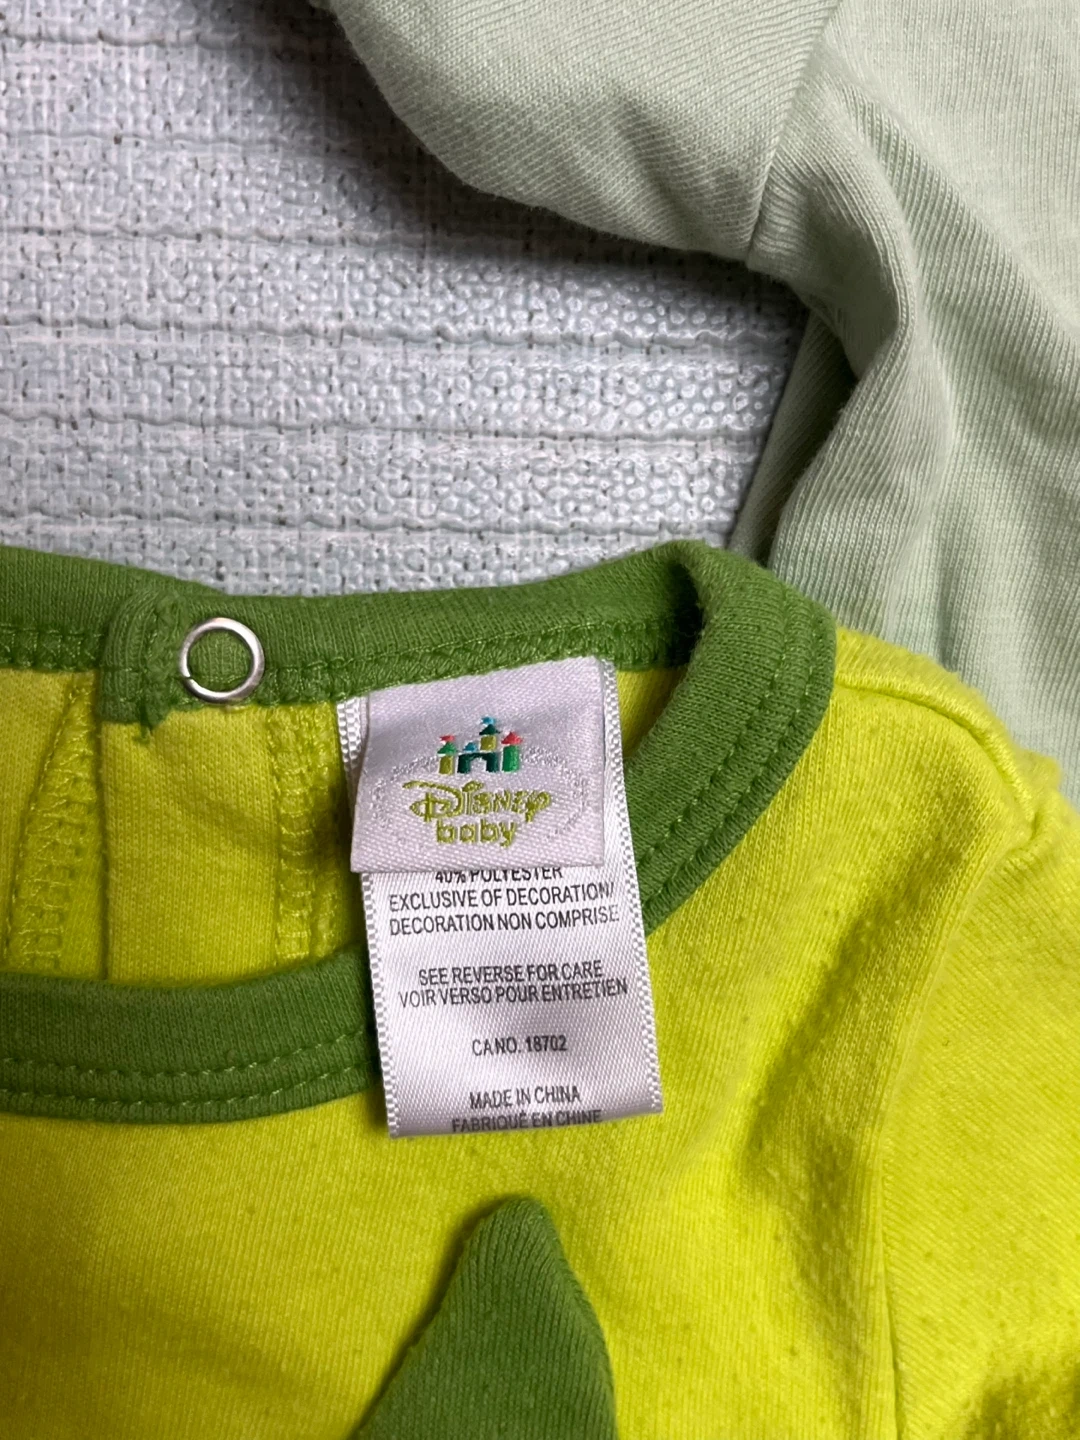 Disney
baby
40% POLYESTER
EXCLUSIVE OF DECORATION/
DECORATION NON COMPRISE
SEE REVERSE FOR CARE
VOIR VERSO POUR ENTRETIEN
CA NO. 18702
MADE IN CHINA
FABRIQUÉ EN CHINE